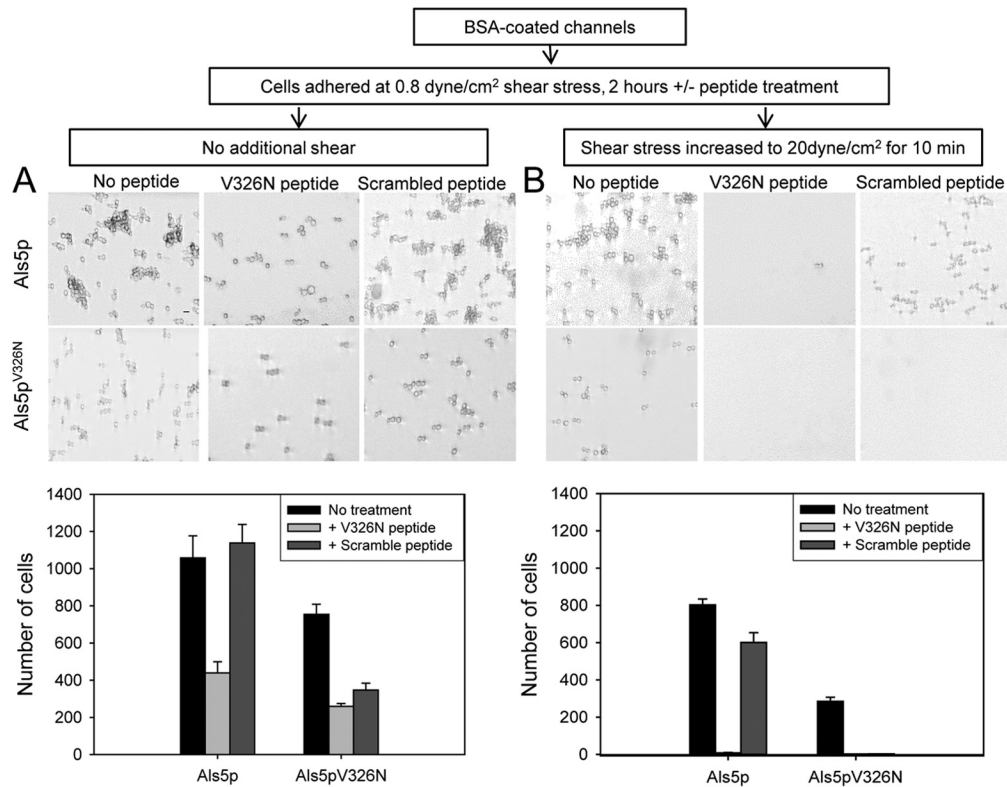 BSA-coated channels
Cells adhered at 0.8 dyne/cm² shear stress, 2 hours +/- peptide treatment
No additional shear
Shear stress increased to 20dyne/cm² for 10 min
A
No peptide
V326N peptide
Scrambled peptide
Als5p
Als5pV326N
B
No peptide
V326N peptide
Scrambled peptide
Number of cells
1400
1200
1000
800
600
400
200
0
No treatment
+ V326N peptide
+ Scramble peptide
Als5p
Als5pV326N
Number of cells
1400
1200
1000
800
600
400
200
0
No treatment
+ V326N peptide
+ Scramble peptide
Als5p
Als5pV326N